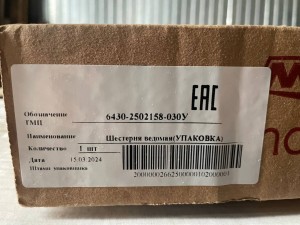 EAC
Обозначение 6430-2502158-030У
ТМЦ
Наименование Шестерня ведомая(УПАКОВКА)
Количество 1 шт
Дата 15.03.2024
Штамп упаковщика